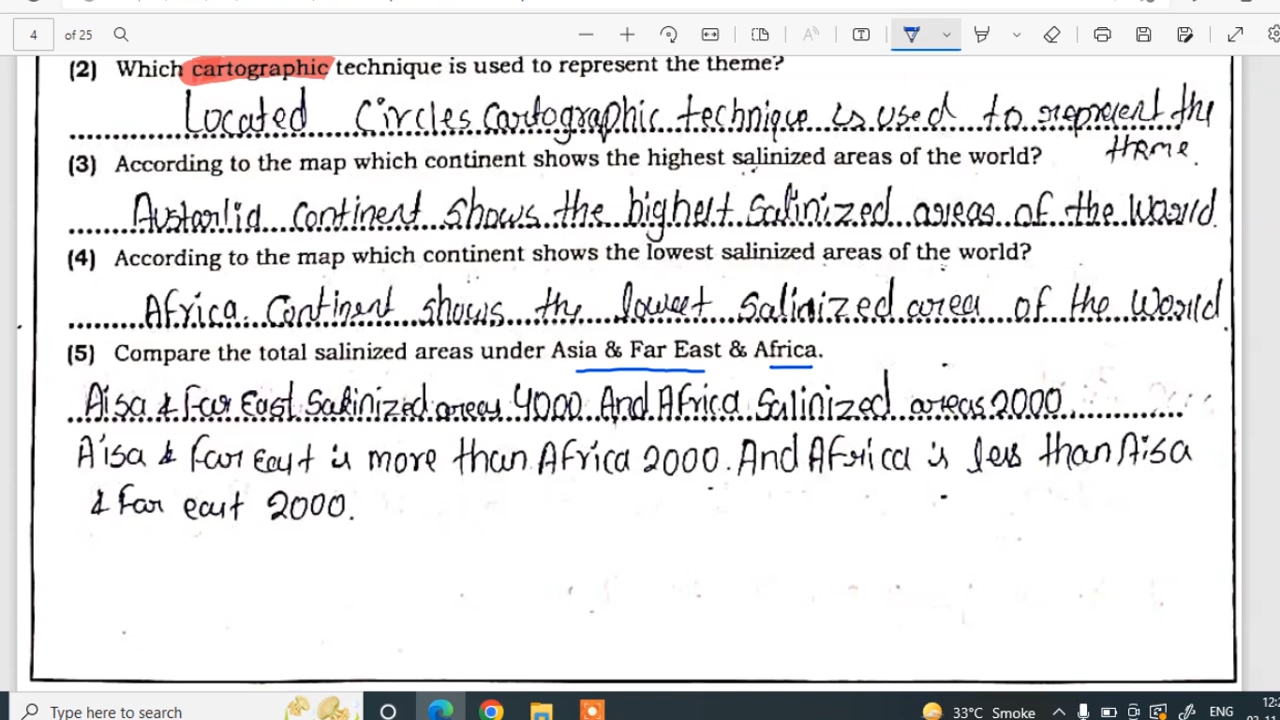 4 of 25
(2) Which cartographic technique is used to represent the theme?
Located Circles Cartographic technique is used to represent the
theme.
(3) According to the map which continent shows the highest salinized areas of the world?
Austarlia continent shows the highest salinized areas of the world.
(4) According to the map which continent shows the lowest salinized areas of the world?
Africa. Continent shows the lowest salinized area of the world.
(5) Compare the total salinized areas under Asia & Far East & Africa.
Aisa & Far East Salinized areas 4000 And Africa Salinized areas 2000
Aisa & Far east is more than Africa 2000. And Africa is less than Aisa
& Far east 2000.
Type here to search
33°C Smoke
ENG